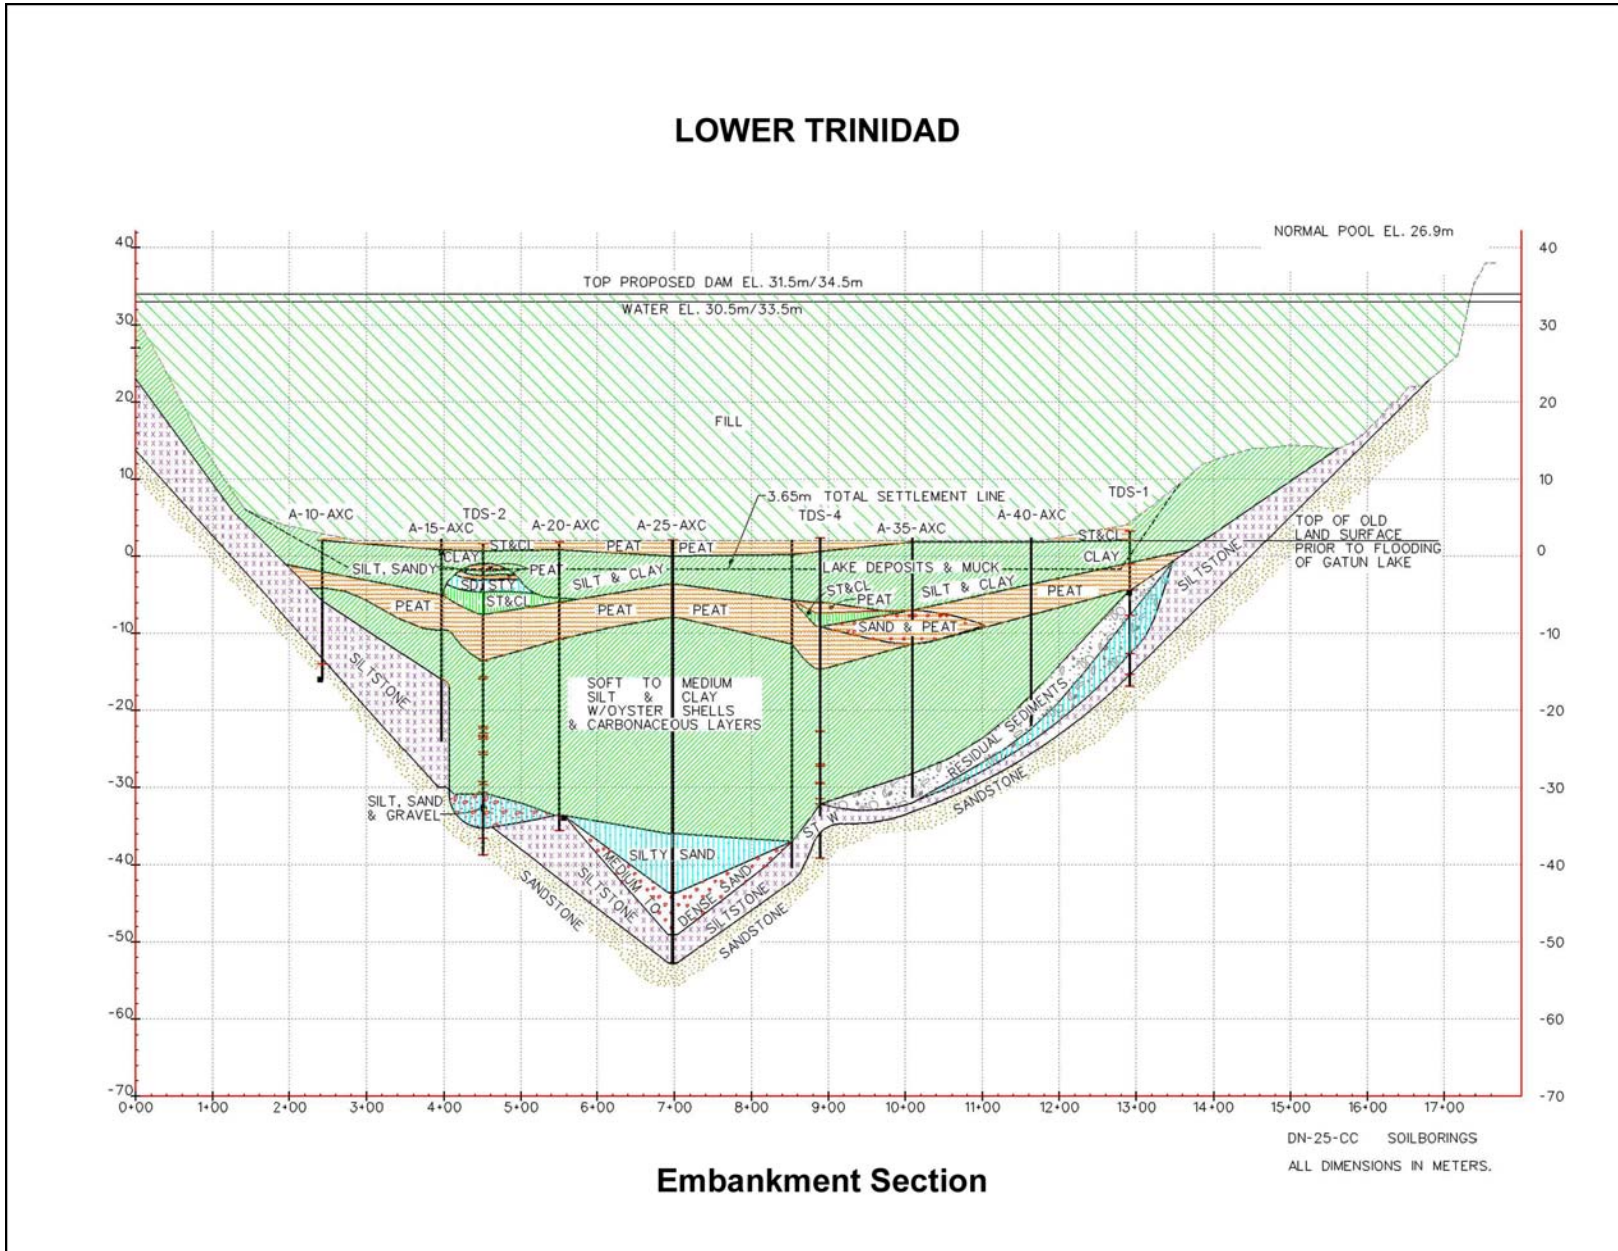 LOWER TRINIDAD
NORMAL POOL EL. 26.9m
TOP PROPOSED DAM EL. 31.5m/34.5m
WATER EL. 30.5m/33.5m
FILL
3.65m TOTAL SETTLEMENT LINE
A-10-AXC
A-15-AXC
TDS-2
A-20-AXC
A-25-AXC
TDS-4
A-35-AXC
A-40-AXC
TDS-1
TOP OF OLD
LAND SURFACE
PRIOR TO FLOODING
OF GATUN LAKE
ST&CL
PEAT
PEAT
ST&CL
CLAY
CLAY
SILT, SANDY
PEAT
SILT & CLAY
LAKE DEPOSITS & MUCK
SILT & CLAY
ST&CL
ST&CL
PEAT
PEAT
PEAT
PEAT
PEAT
SAND & PEAT
SILTSTONE
SILTSTONE
SOFT TO MEDIUM
SILT & CLAY
W/OYSTER SHELLS
& CARBONACEOUS LAYERS
RESIDUAL SEDIMENTS
SANDSTONE
SILT, SAND
& GRAVEL
SILTY SAND
MEDIUM TO
DENSE SAND
SILTSTONE
SILTSTONE
SANDSTONE
SANDSTONE
40
30
20
10
0
-10
-20
-30
-40
-50
-60
-70
40
30
20
10
0
-10
-20
-30
-40
-50
-60
-70
0+00 1+00 2+00 3+00 4+00 5+00 6+00 7+00 8+00 9+00 10+00 11+00 12+00 13+00 14+00 15+00 16+00 17+00
DN-25-CC SOILBORINGS
ALL DIMENSIONS IN METERS.
Embankment Section